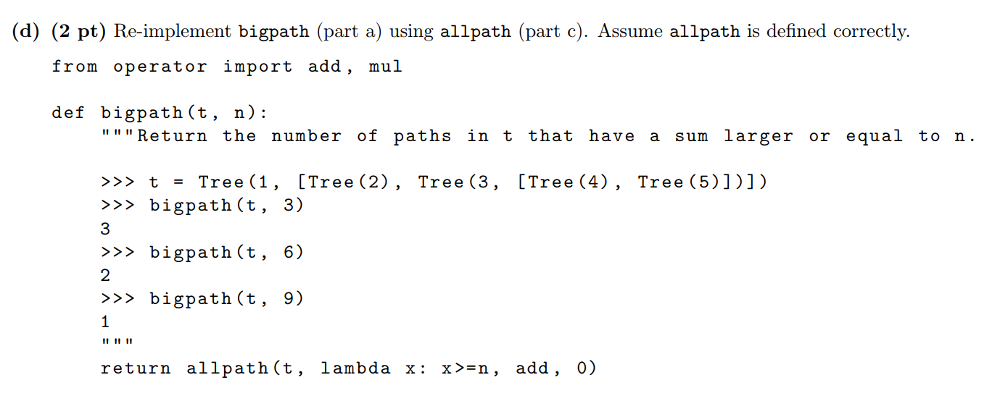 (d) (2 pt) Re-implement bigpath (part a) using allpath (part c). Assume allpath is defined correctly.
from operator import add, mul
def bigpath(t, n):
"""Return the number of paths in t that have a sum larger or equal to n.
>>> t = Tree(1, [Tree(2), Tree(3, [Tree(4), Tree(5)])])
>>> bigpath(t, 3)
3
>>> bigpath(t, 6)
2
>>> bigpath(t, 9)
1
"""
return allpath(t, lambda x: x>=n, add, 0)